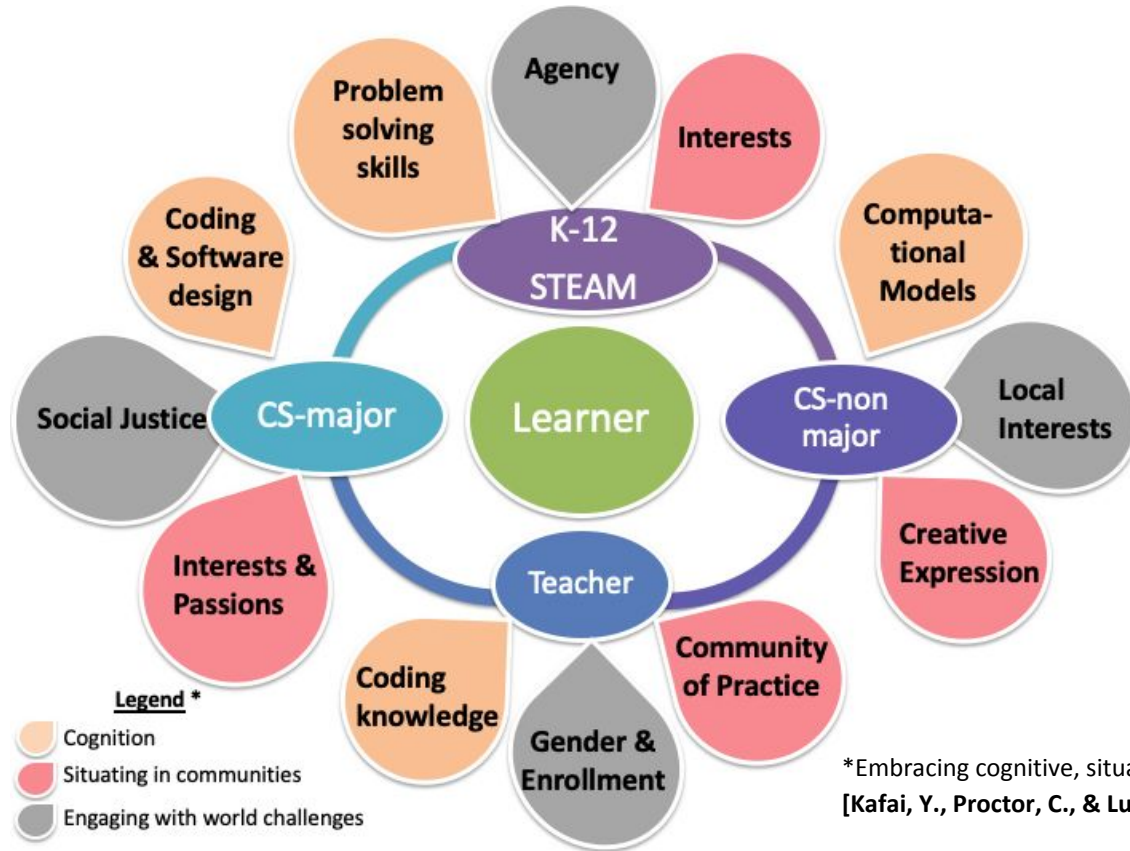 Agency
Problem
solving
skills
Interests
K-12
STEAM
Coding
& Software
design
Computa-
tional
Models
Social Justice
CS-major
Learner
CS-non
major
Local
Interests
Interests &
Passions
Teacher
Creative
Expression
Coding
knowledge
Gender &
Enrollment
Community
of Practice
Legend *
Cognition
Situating in communities
Engaging with world challenges
*Embracing cognitive, situa
[Kafai, Y., Proctor, C., & Lu